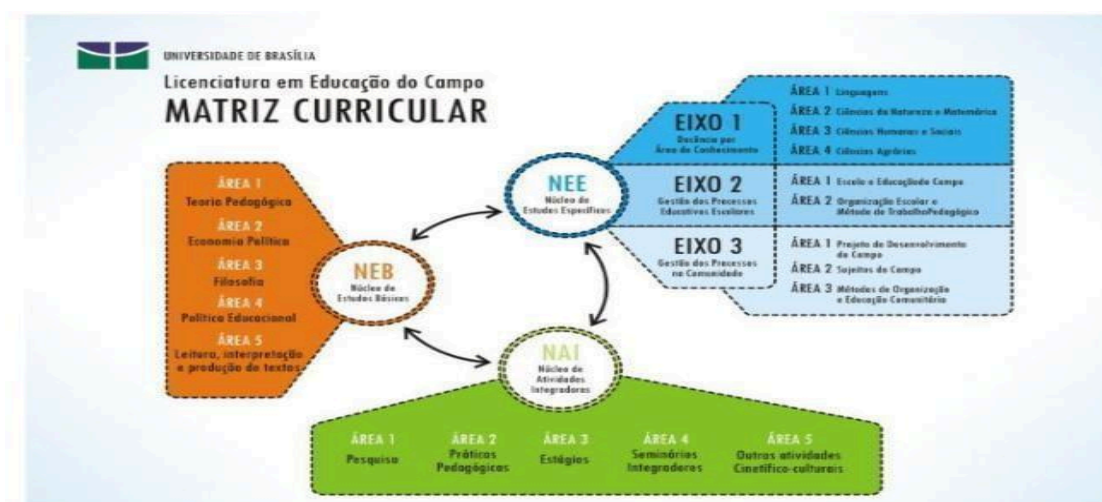 UNIVERSIDADE DE BRASÍLIA
Licenciatura em Educação do Campo
MATRIZ CURRICULAR
ÁREA 1
Teoria Pedagógica
ÁREA 2
Economia Política
ÁREA 3
Filosofia
ÁREA 4
Política Educacional
ÁREA 5
Leitura, interpretação
e produção de textos
NEB
Núcleo de
Estudos Básicos
NEE
Núcleo de
Estudos Específicos
EIXO 1
Docência por
Área de Conhecimento
ÁREA 1 Linguagens
ÁREA 2 Ciências da Natureza e Matemática
ÁREA 3 Ciências Humanas e Sociais
ÁREA 4 Ciências Agrárias
EIXO 2
Gestão dos Processos
Educativos Escolares
ÁREA 1 Escola e Educaçãodo Campo
ÁREA 2 Organização Escolar e
Método do TrabalhoPedagógico
EIXO 3
Gestão dos Processos
na Comunidade
ÁREA 1 Projeto de Desenvolvimento
do Campo
ÁREA 2 Sujeitos do Campo
ÁREA 3 Métodos de Organização
e Educação Comunitária
NAI
Núcleo de
Atividades
Integradoras
ÁREA 1
Pesquisa
ÁREA 2
Práticas
Pedagógicas
ÁREA 3
Estágios
ÁREA 4
Seminários
Integradores
ÁREA 5
Outras atividades
Cinetífico-culturais